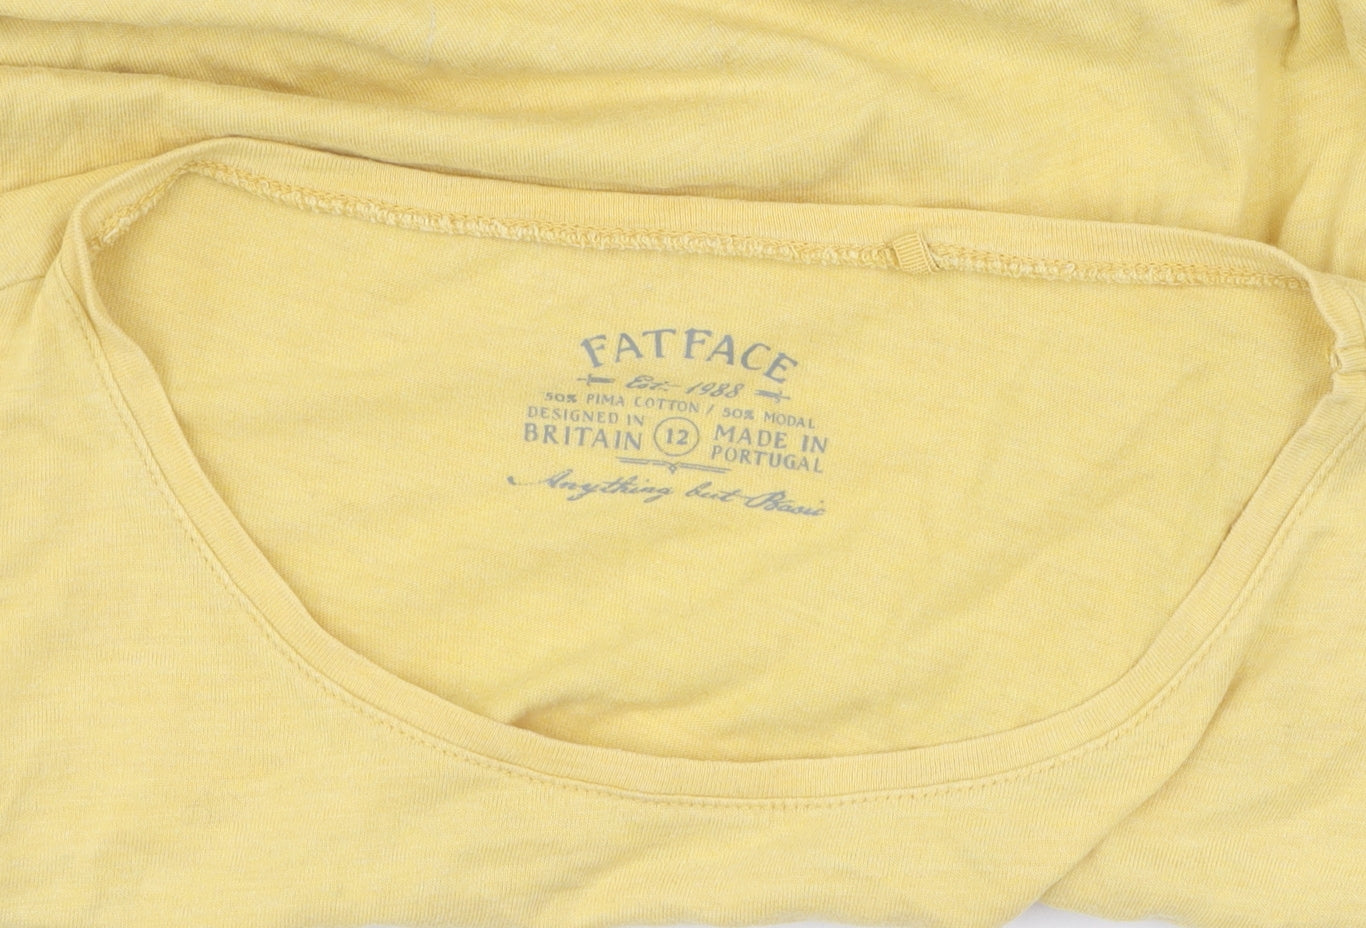 FATFACE
Est. 1988
50% PIMA COTTON / 50% MODAL
DESIGNED IN
BRITAIN
12
MADE IN
PORTUGAL
Anything but Basic